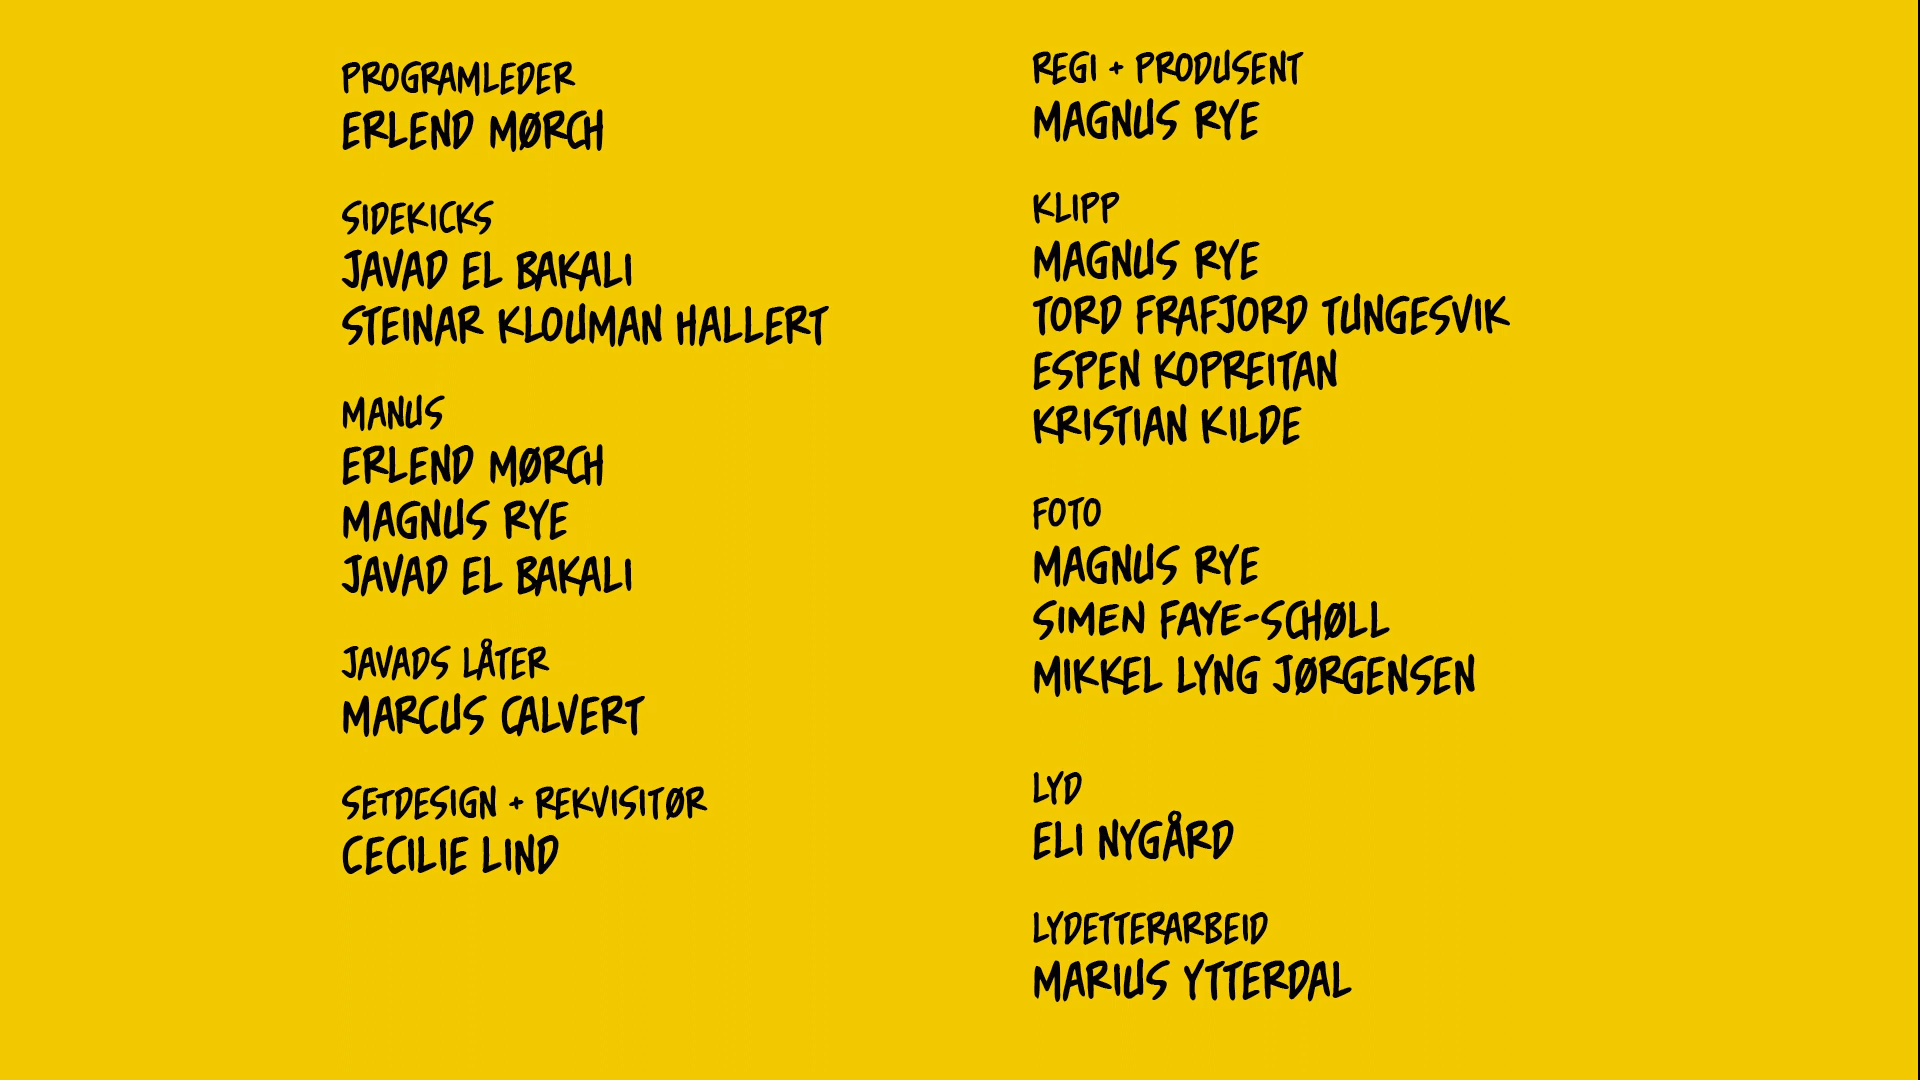 PROGRAMLEDER
ERLEND MØRCH
SIDEKICKS
JAVAD EL BAKALI
STEINAR KLOUMAN HALLERT
MANUS
ERLEND MØRCH
MAGNUS RYE
JAVAD EL BAKALI
JAVADS LÅTER
MARCUS CALVERT
SETDESIGN + REKVISITØR
CECILIE LIND
REGI + PRODUSENT
MAGNUS RYE
KLIPP
MAGNUS RYE
TORD FRAFJORD TUNGESVIK
ESPEN KOPREITAN
KRISTIAN KILDE
FOTO
MAGNUS RYE
SIMEN FAYE-SCHØLL
MIKKEL LYNG JØRGENSEN
LYD
ELI NYGÅRD
LYDETTERARBEID
MARIUS YTTERDAL